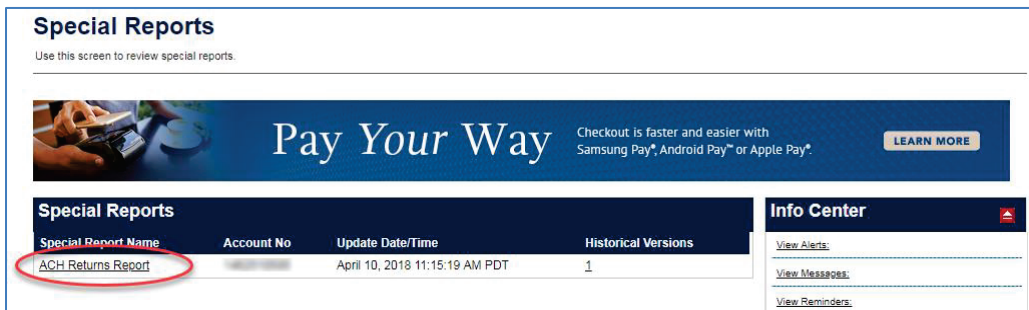 Special Reports
Use this screen to review special reports.
Pay Your Way
Checkout is faster and easier with
Samsung Pay®, Android Pay™ or Apple Pay®.
LEARN MORE
Special Reports
Special Report Name Account No Update Date/Time Historical Versions
ACH Returns Report April 10, 2018 11:15:19 AM PDT 1
Info Center
View Alerts:
View Messages:
View Reminders: